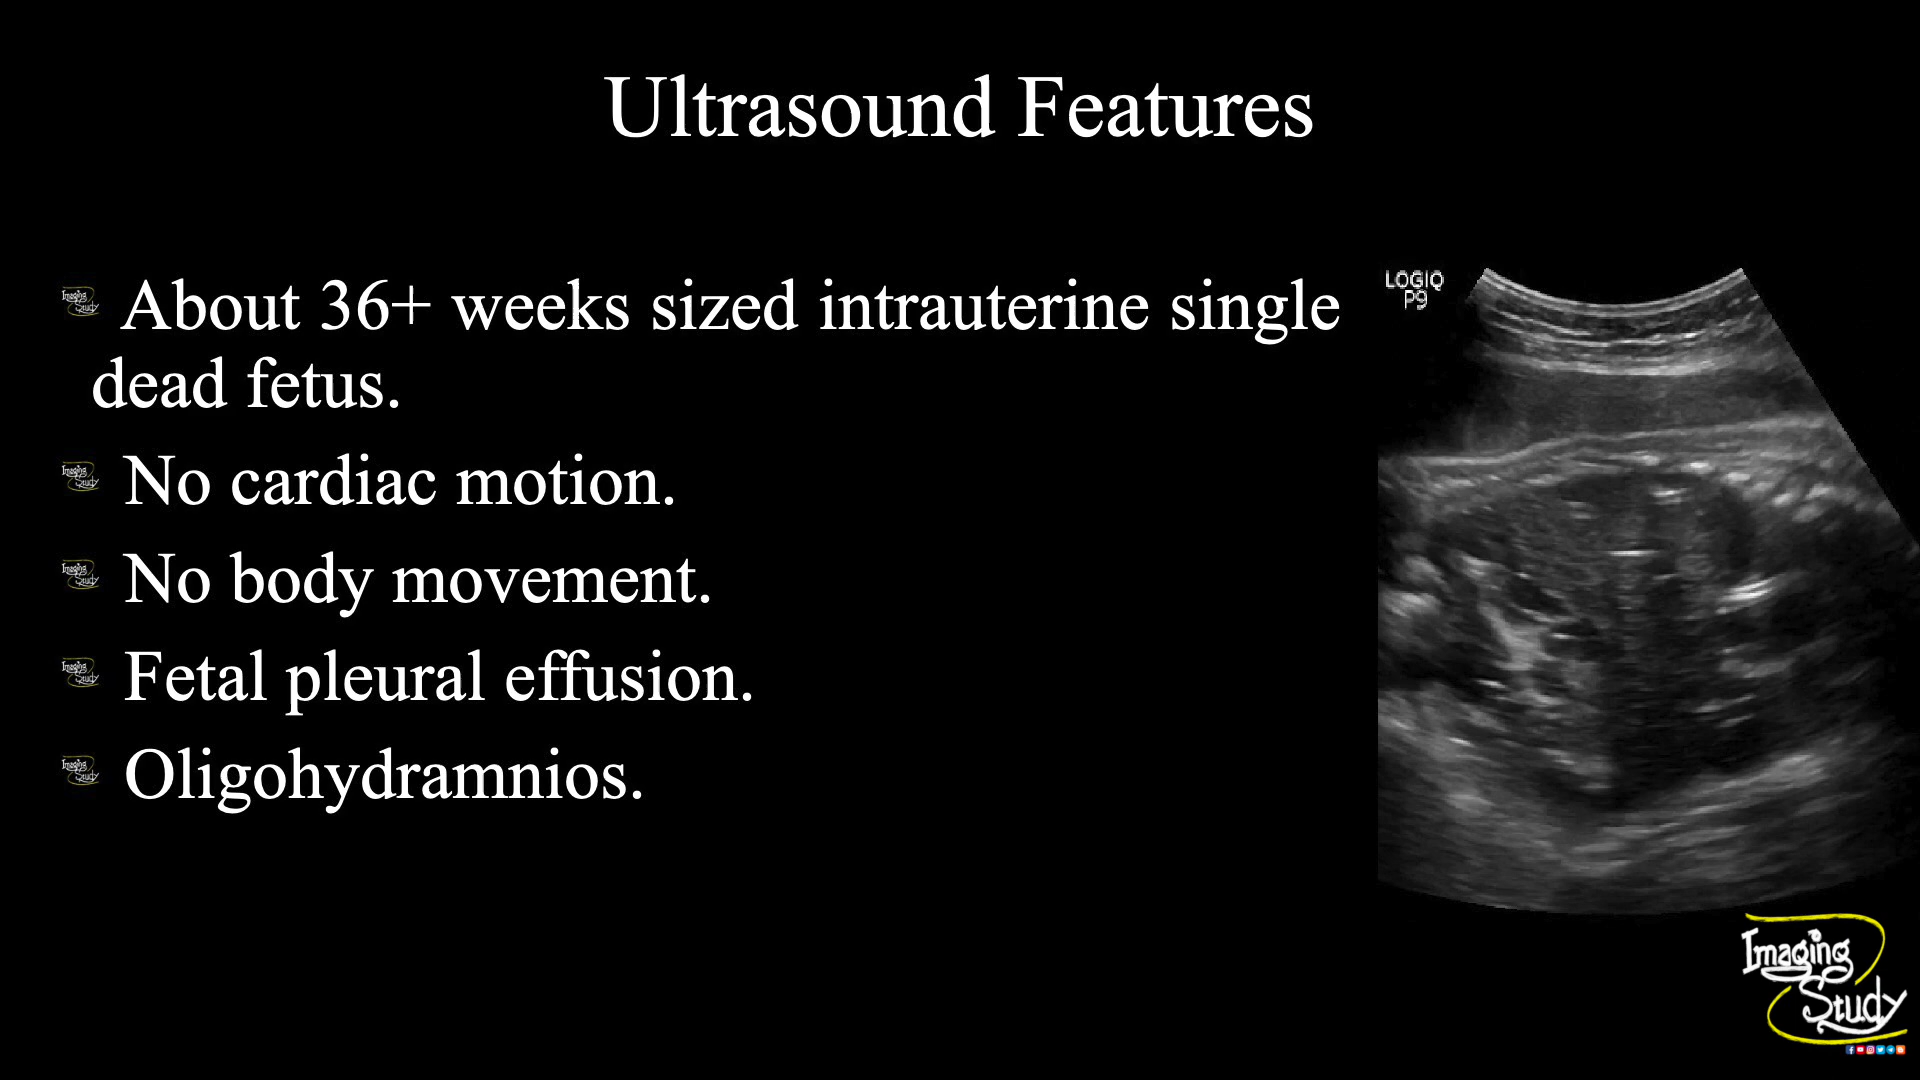 Ultrasound Features
About 36+ weeks sized intrauterine single
dead fetus.
No cardiac motion.
No body movement.
Fetal pleural effusion.
Oligohydramnios.
LOGIQ
P9
Imaging
Study